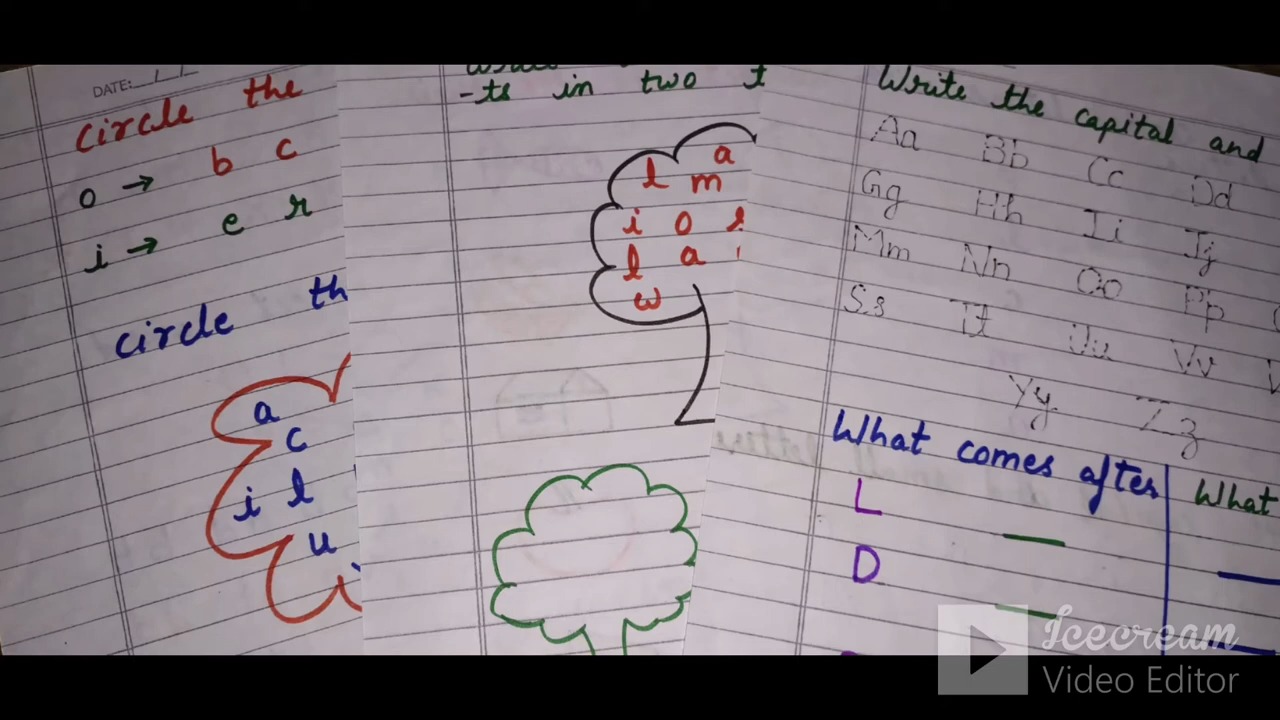 DATE: / /
circle the
o → b c
i → e r
circle th
a
c
i l
u
-ts in two t
l a
m
i o
l a
w
Write the capital and
Aa Bb Cc Dd
Gg Hh Ii Jj
Mm Nn Oo Pp
Ss Tt Uu Vv
Yy Zz
What comes after
L
D
What
Icecream
Video Editor